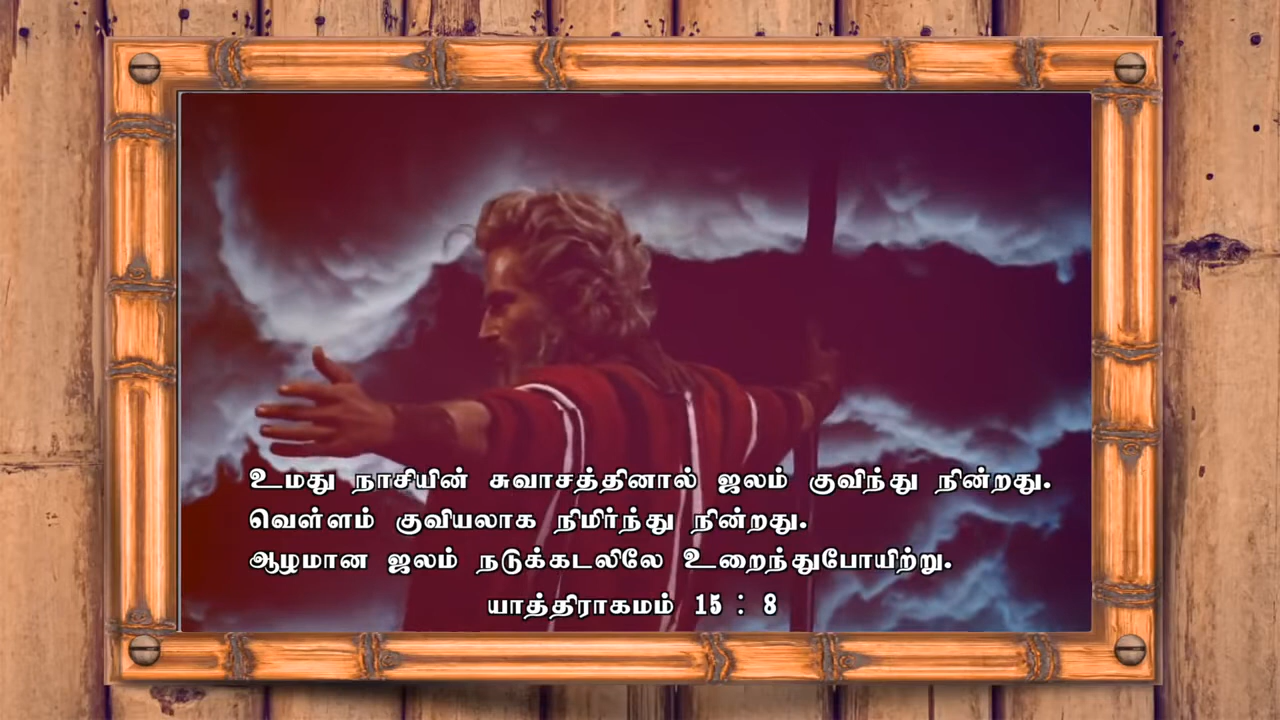 உமது நாசியின் சுவாசத்தினால் ஜலம் குவிந்து நின்றது.
வெள்ளம் குவியலாக நிமிர்ந்து நின்றது.
ஆழமான ஜலம் நடுக்கடலிலே உறைந்துபோயிற்று.
யாத்திராகமம் 15 : 8